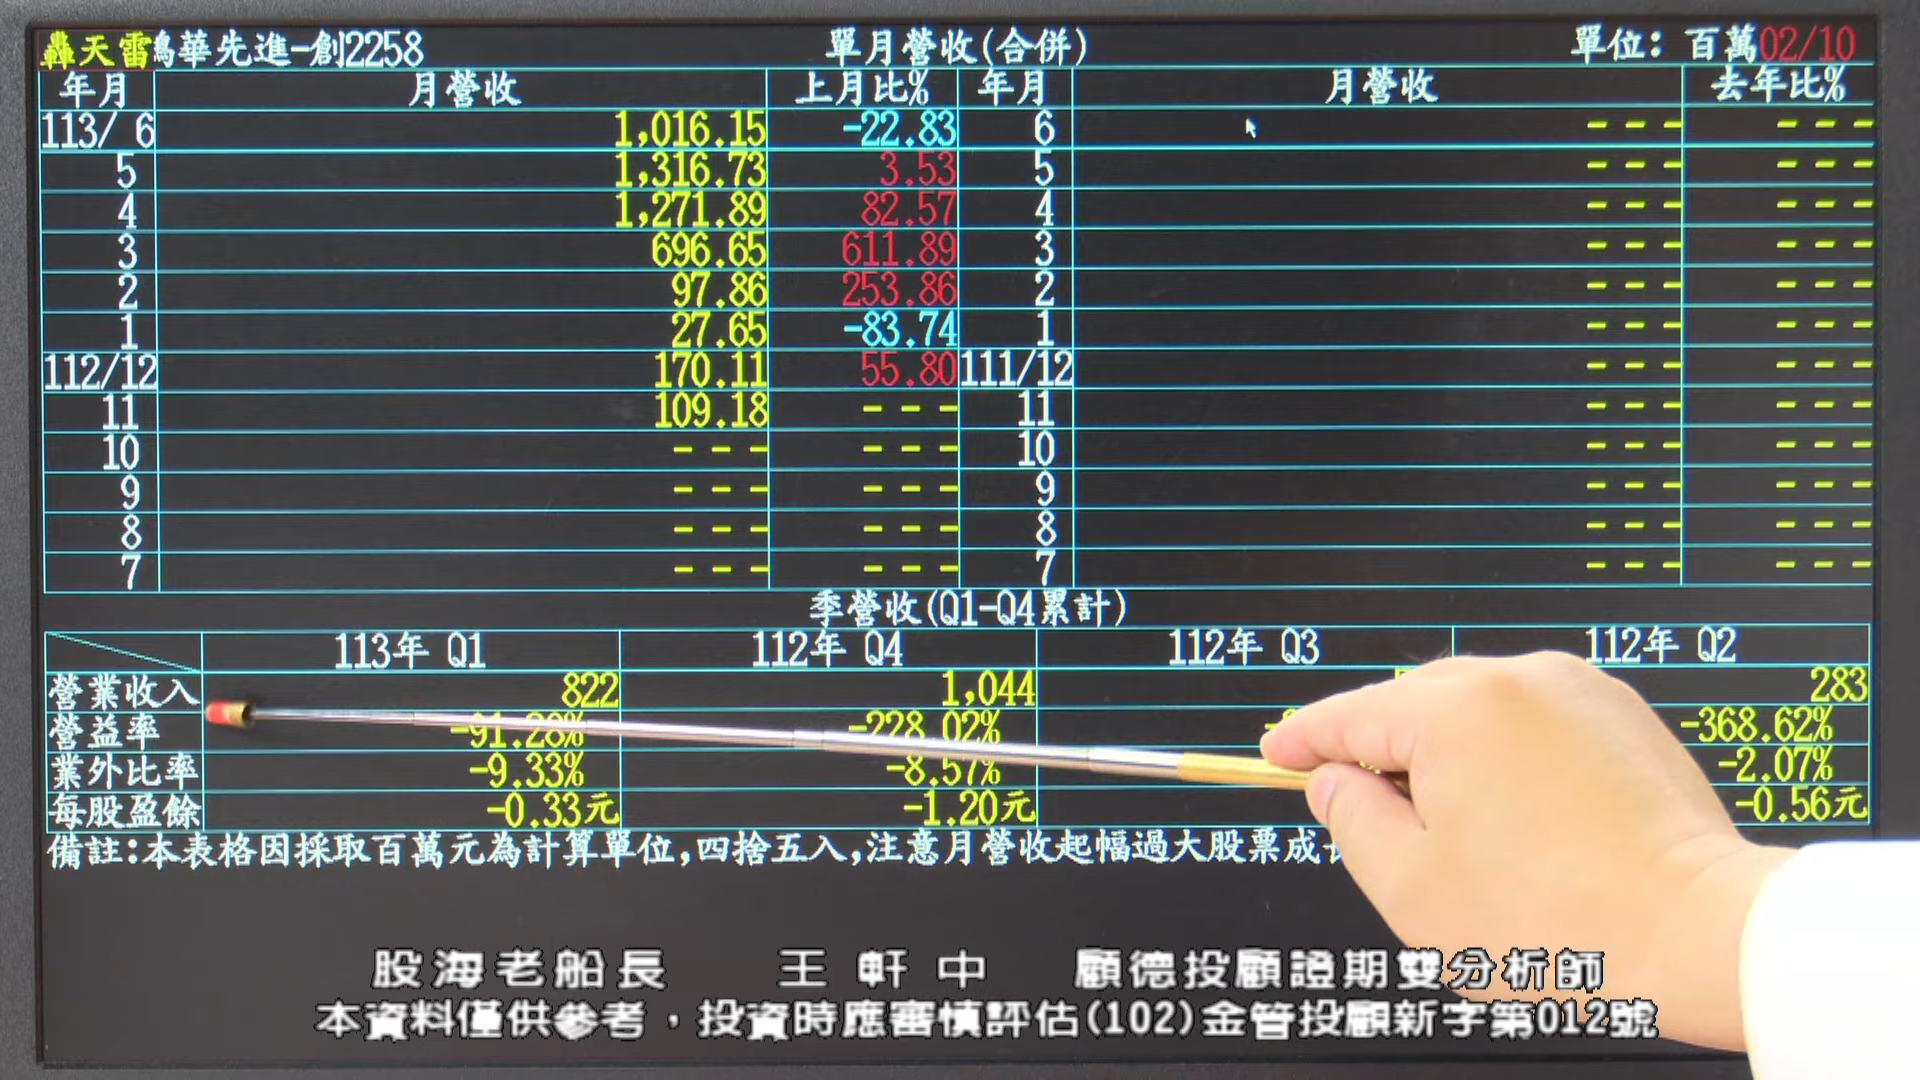 轟天雷 鴻華先進-創2258 單月營收(合併) 單位: 百萬 02/10
年月 月營收 上月比% 年月 月營收 去年比%
113/ 6 1,016.15 -22.83 6 --- ---
5 1,316.73 3.53 5 --- ---
4 1,271.89 82.57 4 --- ---
3 696.65 611.89 3 --- ---
2 97.86 253.86 2 --- ---
1 27.65 -83.74 1 --- ---
112/12 170.11 55.80 111/12 --- ---
11 109.18 --- 11 --- ---
10 --- --- 10 --- ---
9 --- --- 9 --- ---
8 --- --- 8 --- ---
7 --- --- 7 --- ---
季營收(Q1-Q4累計)
113年 Q1 112年 Q4 112年 Q3 112年 Q2
營業收入 822 1,044 283
營益率 -91.28% -228.02% -368.62%
業外比率 -9.33% -8.57% -2.07%
每股盈餘 -0.33元 -1.20元 -0.56元
備註:本表格因採取百萬元為計算單位,四捨五入,注意月營收起幅過大股票成
股海老船長 王軒中 顧德投顧證期雙分析師
本資料僅供參考，投資時應審慎評估(102)金管投顧新字第012號